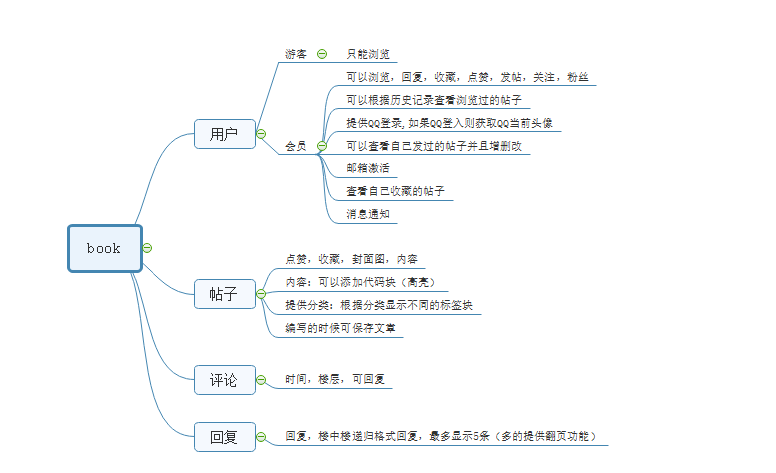 book
用户
游客
只能浏览
会员
可以浏览，回复，收藏，点赞，发帖，关注，粉丝
可以根据历史记录查看浏览过的帖子
提供QQ登录, 如果QQ登入则获取QQ当前头像
可以查看自己发过的帖子并且增删改
邮箱激活
查看自己收藏的帖子
消息通知
帖子
点赞，收藏，封面图，内容
内容：可以添加代码块（高亮）
提供分类：根据分类显示不同的标签块
编写的时候可保存文章
评论
时间，楼层，可回复
回复
回复，楼中楼递归格式回复，最多显示5条（多的提供翻页功能）